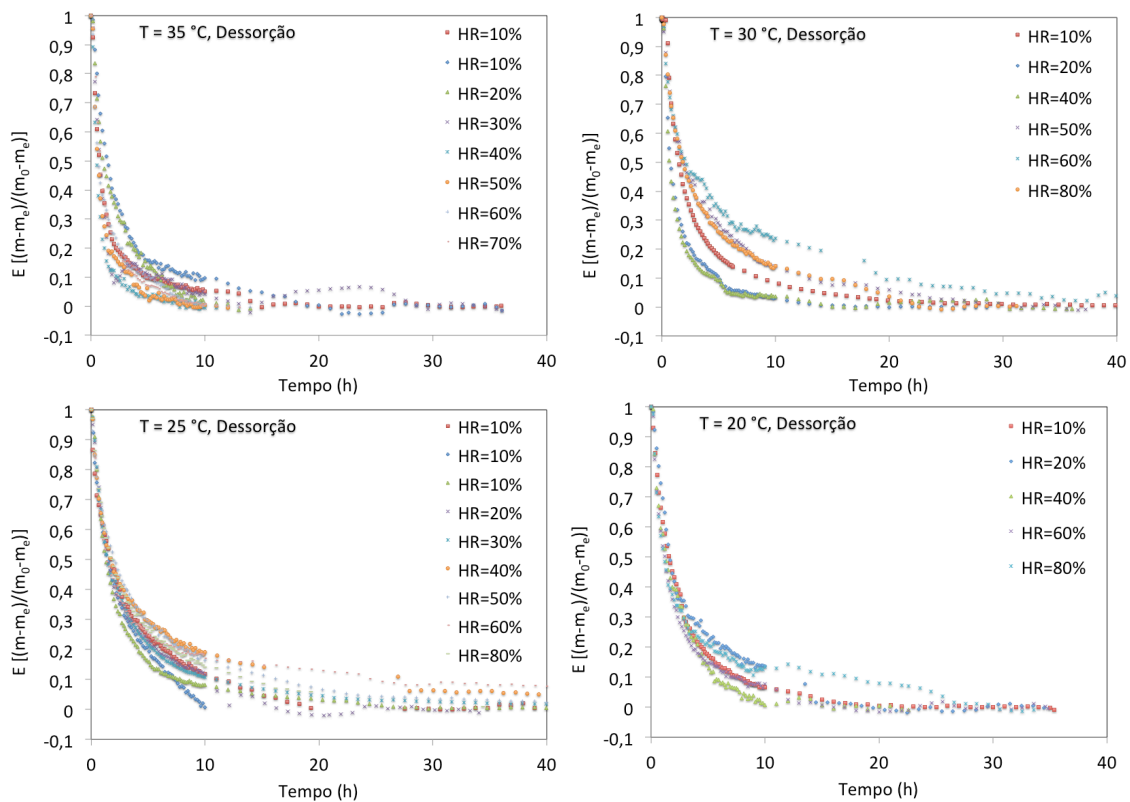 T = 35 °C, Dessorção
E [(m-mₑ)/(m₀-mₑ)]
1
0,9
0,8
0,7
0,6
0,5
0,4
0,3
0,2
0,1
0
-0,1
0 10 20 30 40
Tempo (h)
HR=10%
HR=10%
HR=20%
HR=30%
HR=40%
HR=50%
HR=60%
HR=70%
T = 30 °C, Dessorção
E [(m-mₑ)/(m₀-mₑ)]
1
0,9
0,8
0,7
0,6
0,5
0,4
0,3
0,2
0,1
0
-0,1
0 10 20 30 40
Tempo (h)
HR=10%
HR=20%
HR=40%
HR=50%
HR=60%
HR=80%
T = 25 °C, Dessorção
E [(m-mₑ)/(m₀-mₑ)]
1
0,9
0,8
0,7
0,6
0,5
0,4
0,3
0,2
0,1
0
-0,1
0 10 20 30 40
Tempo (h)
HR=10%
HR=10%
HR=10%
HR=20%
HR=30%
HR=40%
HR=50%
HR=60%
HR=80%
T = 20 °C, Dessorção
E [(m-mₑ)/(m₀-mₑ)]
1
0,9
0,8
0,7
0,6
0,5
0,4
0,3
0,2
0,1
0
-0,1
0 10 20 30 40
Tempo (h)
HR=10%
HR=20%
HR=40%
HR=60%
HR=80%